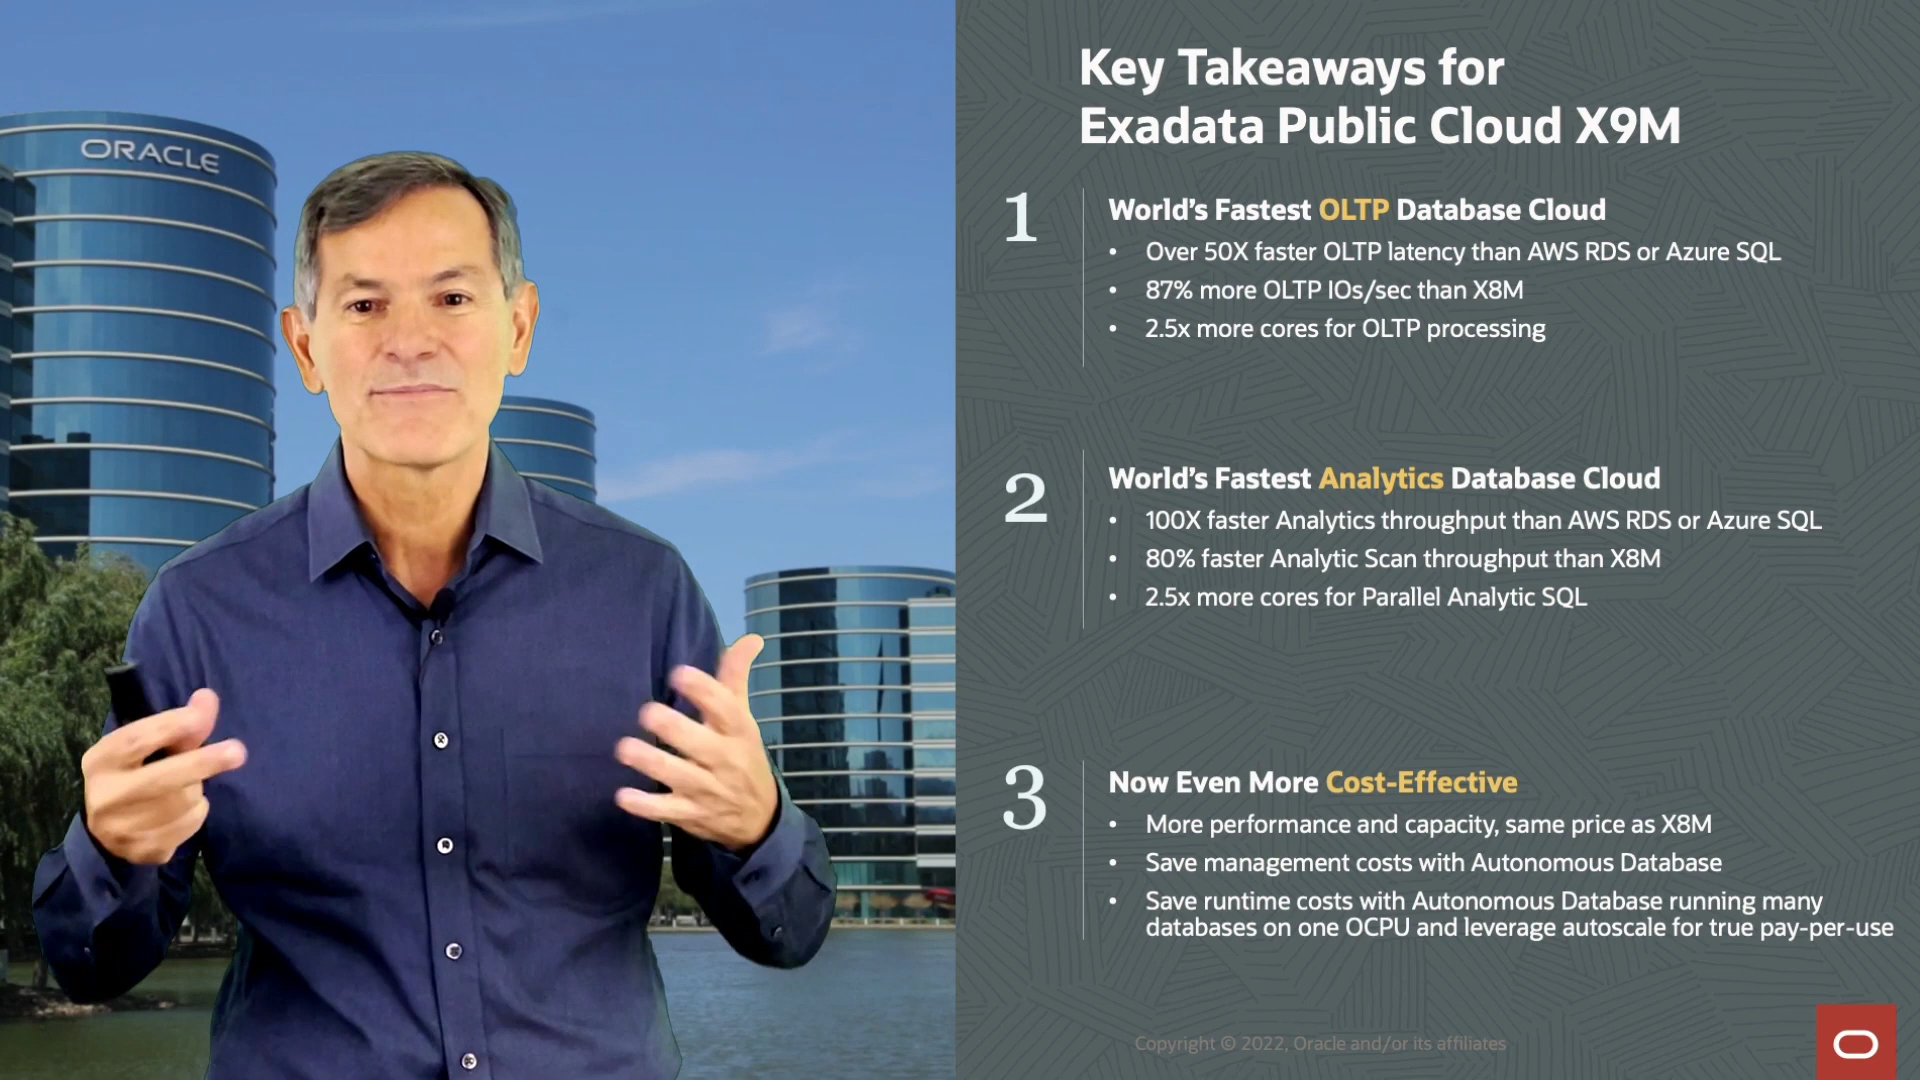 ORACLE
Key Takeaways for
Exadata Public Cloud X9M
1
World's Fastest OLTP Database Cloud
• Over 50X faster OLTP latency than AWS RDS or Azure SQL
• 87% more OLTP IOs/sec than X8M
• 2.5x more cores for OLTP processing
2
World's Fastest Analytics Database Cloud
• 100X faster Analytics throughput than AWS RDS or Azure SQL
• 80% faster Analytic Scan throughput than X8M
• 2.5x more cores for Parallel Analytic SQL
3
Now Even More Cost-Effective
• More performance and capacity, same price as X8M
• Save management costs with Autonomous Database
• Save runtime costs with Autonomous Database running many
databases on one OCPU and leverage autoscale for true pay-per-use
Copyright © 2022, Oracle and/or its affiliates